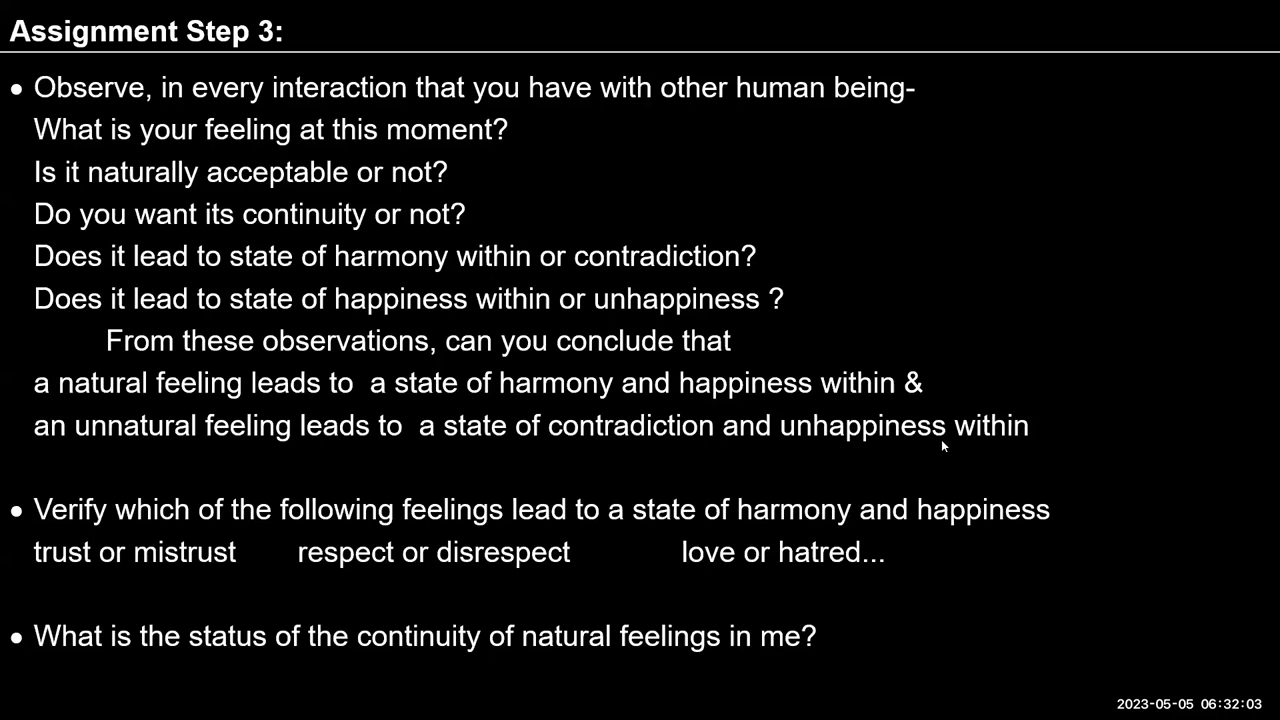 Assignment Step 3:
• Observe, in every interaction that you have with other human being-
What is your feeling at this moment?
Is it naturally acceptable or not?
Do you want its continuity or not?
Does it lead to state of harmony within or contradiction?
Does it lead to state of happiness within or unhappiness ?
From these observations, can you conclude that
a natural feeling leads to  a state of harmony and happiness within &
an unnatural feeling leads to  a state of contradiction and unhappiness within
• Verify which of the following feelings lead to a state of harmony and happiness
trust or mistrust respect or disrespect love or hatred...
• What is the status of the continuity of natural feelings in me?
2023-05-05 06:32:03